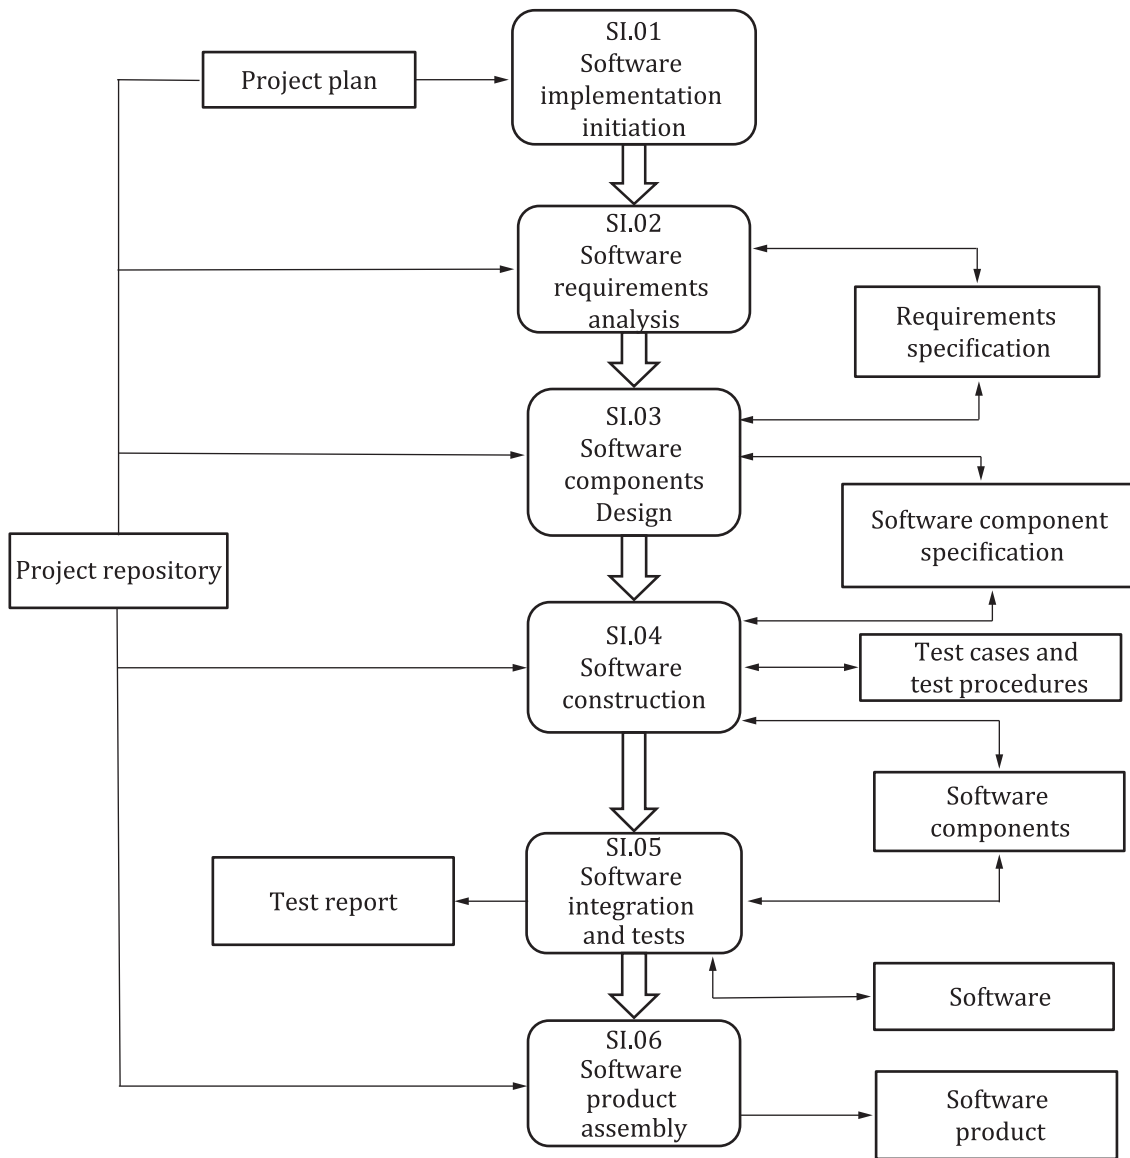 SI.01
Software
implementation
initiation
Project plan
SI.02
Software
requirements
analysis
Requirements
specification
SI.03
Software
components
Design
Software component
specification
Project repository
SI.04
Software
construction
Test cases and
test procedures
Software
components
SI.05
Software
integration
and tests
Test report
Software
SI.06
Software
product
assembly
Software
product